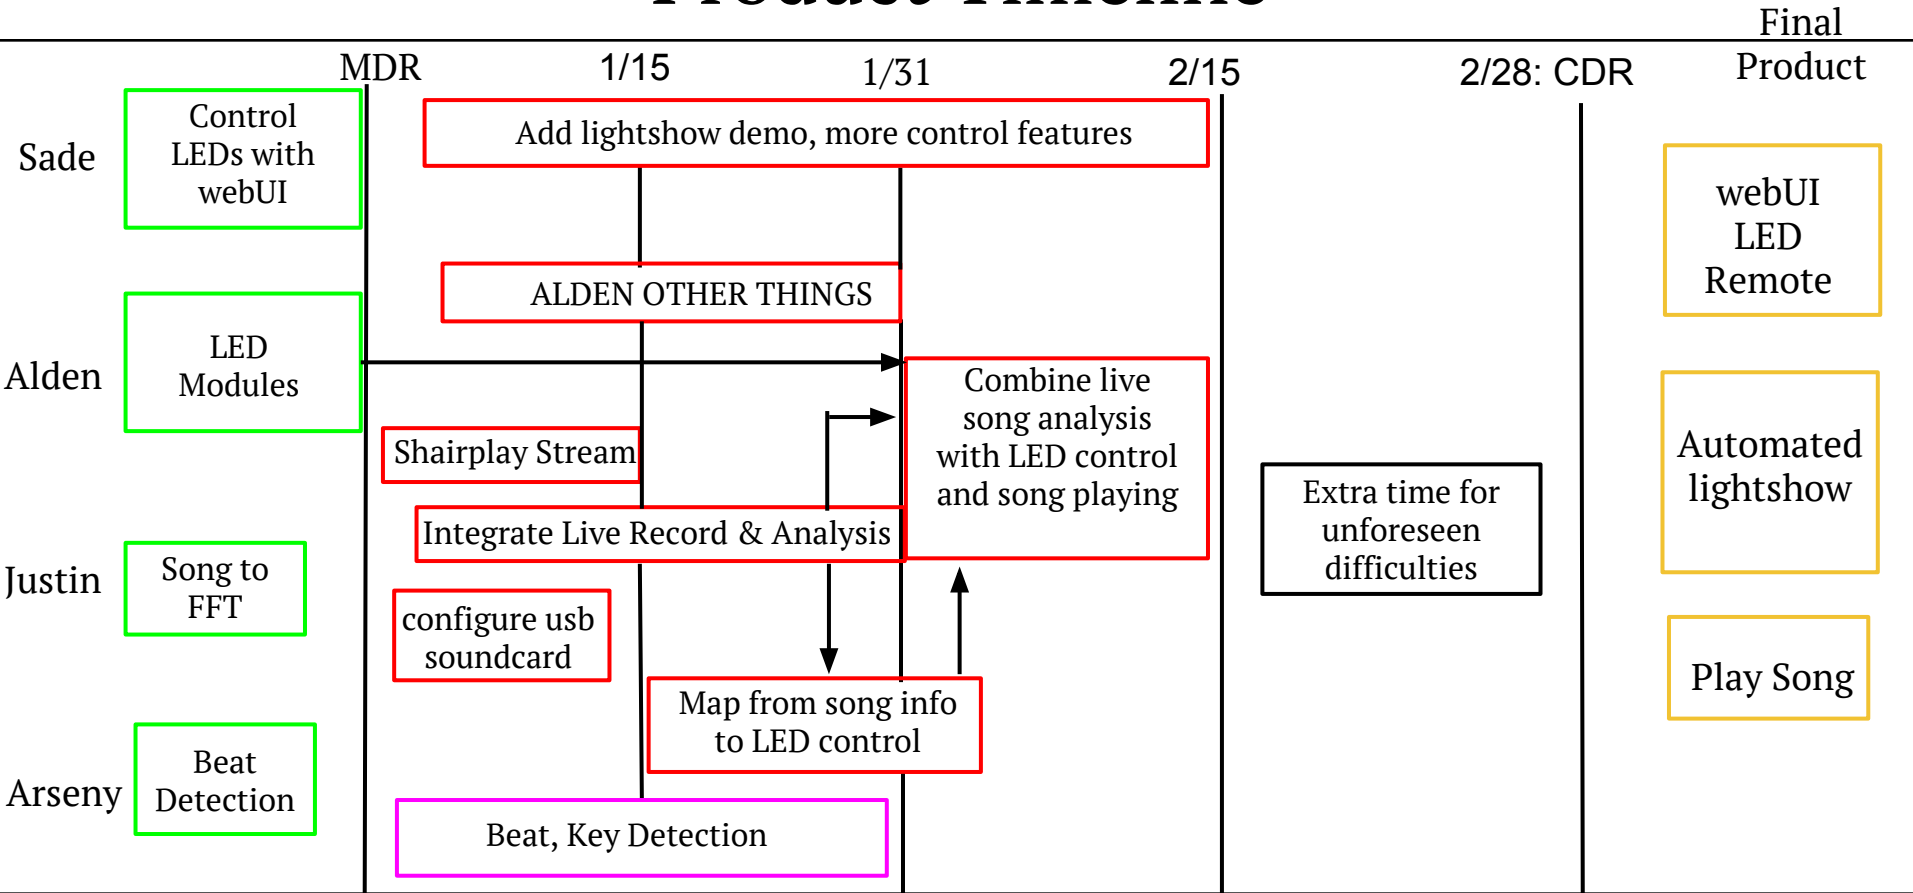 Product Timeline
Final
Product
MDR
1/15
1/31
2/15
2/28: CDR
Sade
Control
LEDs with
webUI
Add lightshow demo, more control features
webUI
LED
Remote
ALDEN OTHER THINGS
Alden
LED
Modules
Combine live
song analysis
with LED control
and song playing
Shairplay Stream
Automated
lightshow
Extra time for
unforeseen
difficulties
Integrate Live Record & Analysis
Justin
Song to
FFT
configure usb
soundcard
Play Song
Map from song info
to LED control
Arseny
Beat
Detection
Beat, Key Detection